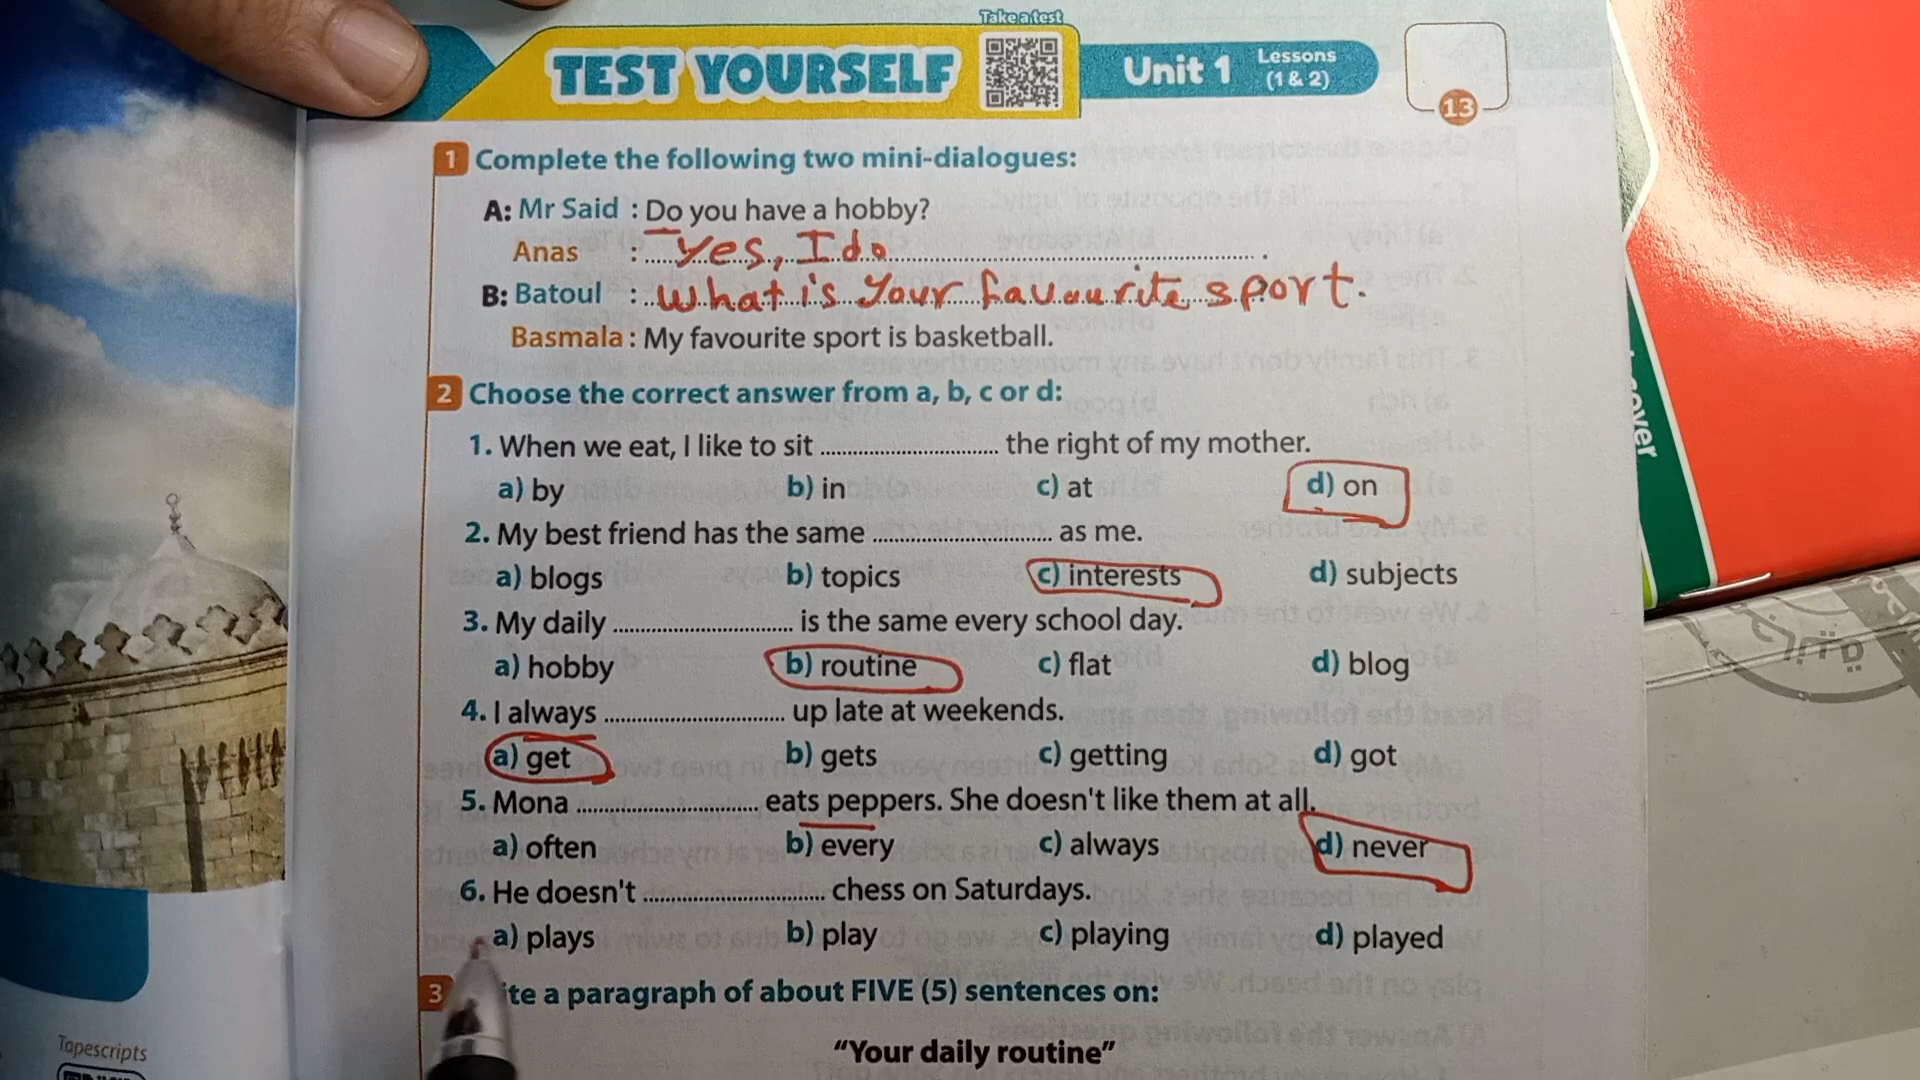 Take a test
TEST YOURSELF
Unit 1 Lessons (1 & 2)
13
1 Complete the following two mini-dialogues:
A: Mr Said : Do you have a hobby?
Anas : Yes, I do .
B: Batoul : What is your favourite sport.
Basmala : My favourite sport is basketball.
2 Choose the correct answer from a, b, c or d:
1. When we eat, I like to sit .............................. the right of my mother.
a) by b) in c) at d) on
2. My best friend has the same .............................. as me.
a) blogs b) topics c) interests d) subjects
3. My daily .............................. is the same every school day.
a) hobby b) routine c) flat d) blog
4. I always .............................. up late at weekends.
a) get b) gets c) getting d) got
5. Mona .............................. eats peppers. She doesn't like them at all.
a) often b) every c) always d) never
6. He doesn't .............................. chess on Saturdays.
a) plays b) play c) playing d) played
3 ite a paragraph of about FIVE (5) sentences on:
"Your daily routine"
Tapescripts